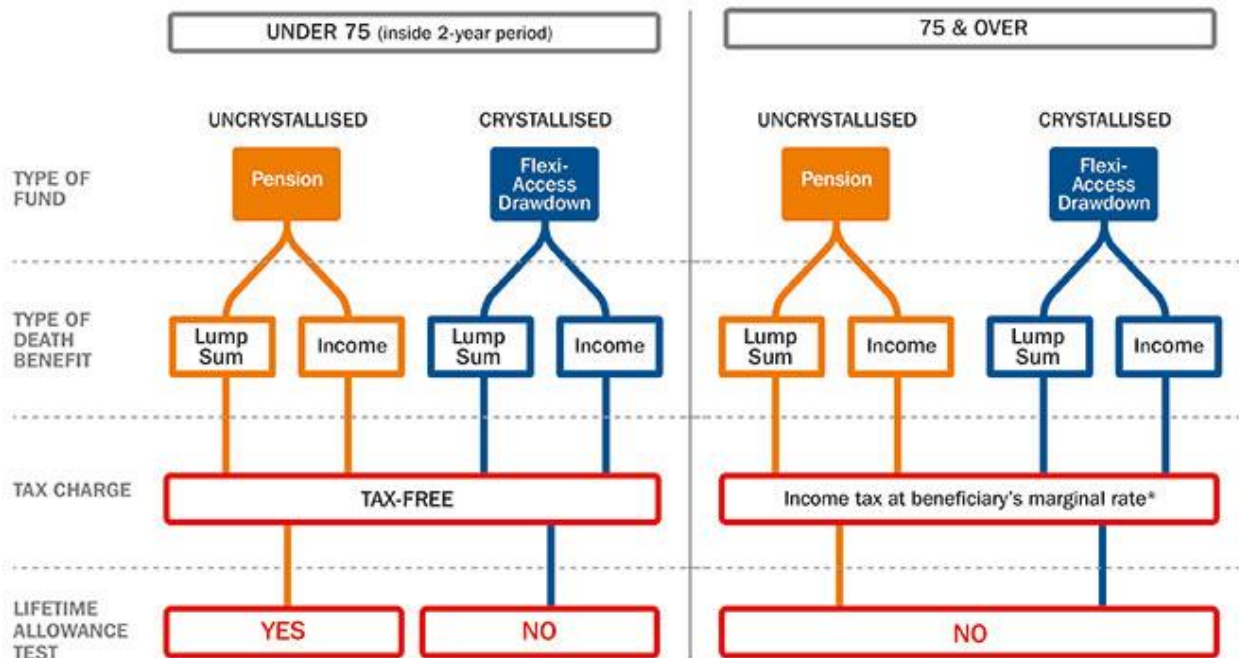 UNDER 75 (inside 2-year period)
75 & OVER
UNCRYSTALLISED
CRYSTALLISED
UNCRYSTALLISED
CRYSTALLISED
TYPE OF
FUND
Pension
Flexi-
Access
Drawdown
Pension
Flexi-
Access
Drawdown
TYPE OF
DEATH
BENEFIT
Lump
Sum
Income
Lump
Sum
Income
Lump
Sum
Income
Lump
Sum
Income
TAX CHARGE
TAX-FREE
Income tax at beneficiary's marginal rate*
LIFETIME
ALLOWANCE
TEST
YES
NO
NO